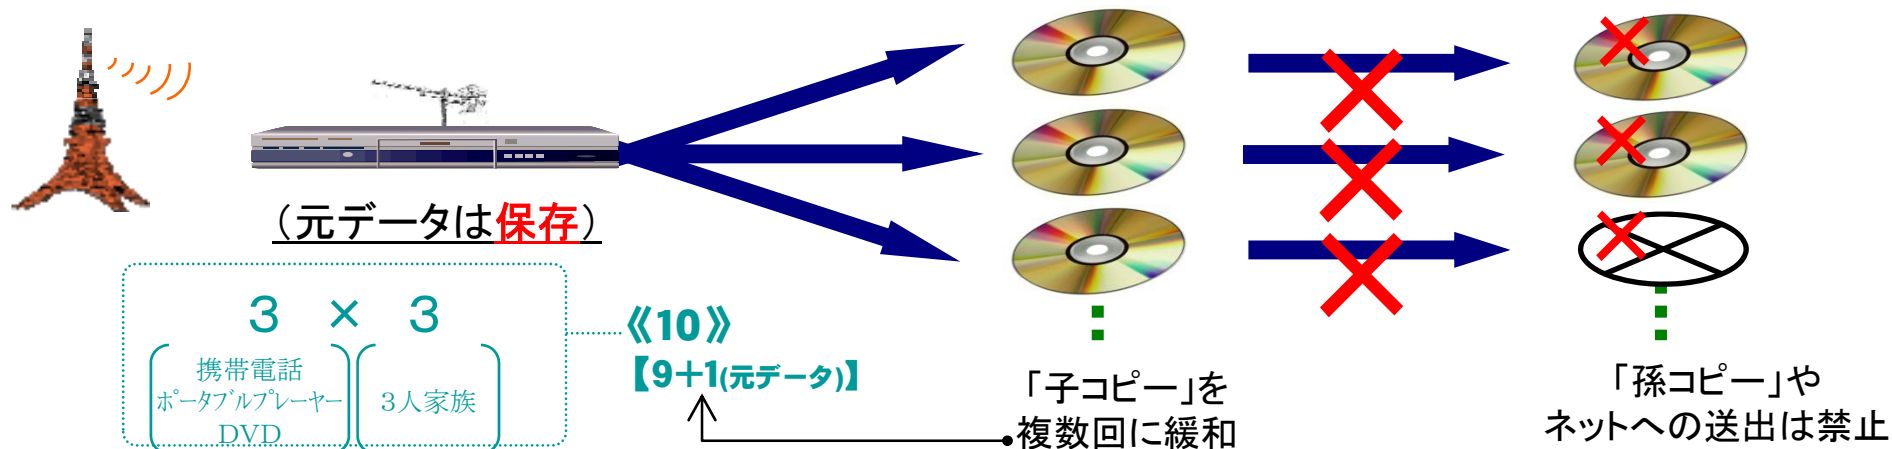 （元データは保存）
３ × ３
携帯電話
ポータブルプレーヤー
DVD
３人家族
《10》
【9＋1(元データ)】
「子コピー」を
複数回に緩和
「孫コピー」や
ネットへの送出は禁止